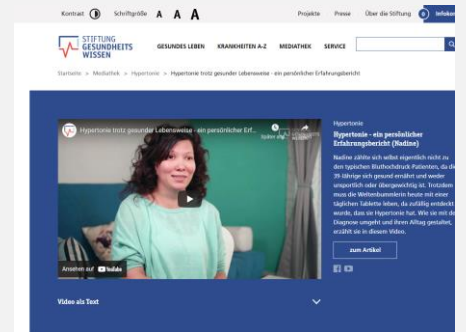 Kontrast Schriftgröße A A A Projekte Presse Über die Stiftung 0
STIFTUNG
GESUNDHEITS
WISSEN
GESUNDES LEBEN KRANKHEITEN A-Z MEDIATHEK SERVICE
Startseite > Mediathek > Hypertonie > Hypertonie trotz gesunder Lebensweise - ein persönlicher Erfahrungsbericht
Hypertonie trotz gesunder Lebensweise - ein persönlicher Erf...
Ansehen auf YouTube
Hypertonie
Hypertonie - ein persönlicher
Erfahrungsbericht (Nadine)
Nadine zählte sich selbst eigentlich nicht zu
den typischen Bluthochdruck Patienten, da die
39-Jährige sich gesund ernährt und weder
unsportlich oder übergewichtig ist. Trotzdem
muss die Weltenbummlerin heute mit einer
täglichen Tablette leben, da zufällig entdeckt
wurde, dass sie Hypertonie hat. Wie sie mit der
Diagnose umgeht und ihren Alltag gestaltet,
erzählt sie in diesem Video.
zum Artikel
Video als Text